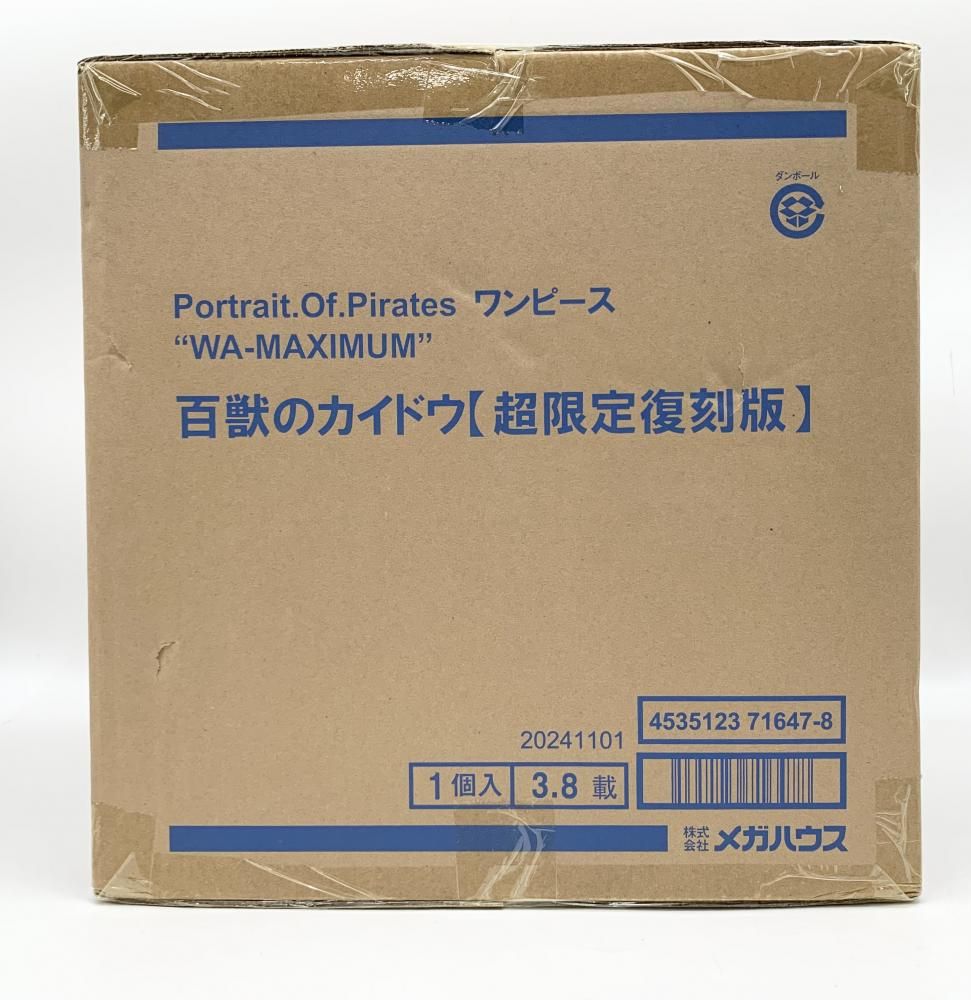 ダンボール
Portrait.Of.Pirates ワンピース
“WA-MAXIMUM”
百獣のカイドウ【超限定復刻版】
4535123 71647-8
20241101
1個入 3.8 載
株式会社 メガハウス